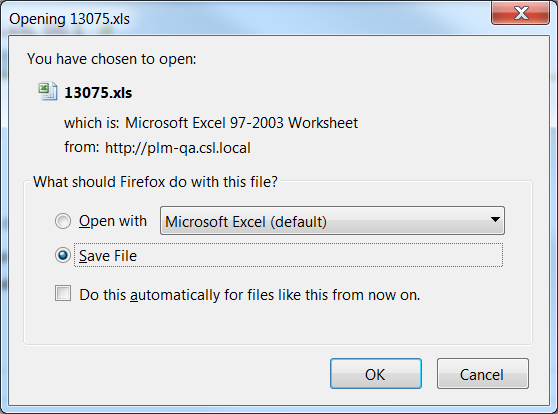 Opening 13075.xls
You have chosen to open:
13075.xls
which is: Microsoft Excel 97-2003 Worksheet
from: http://plm-qa.csl.local
What should Firefox do with this file?
Open with Microsoft Excel (default)
Save File
Do this automatically for files like this from now on.
OK Cancel